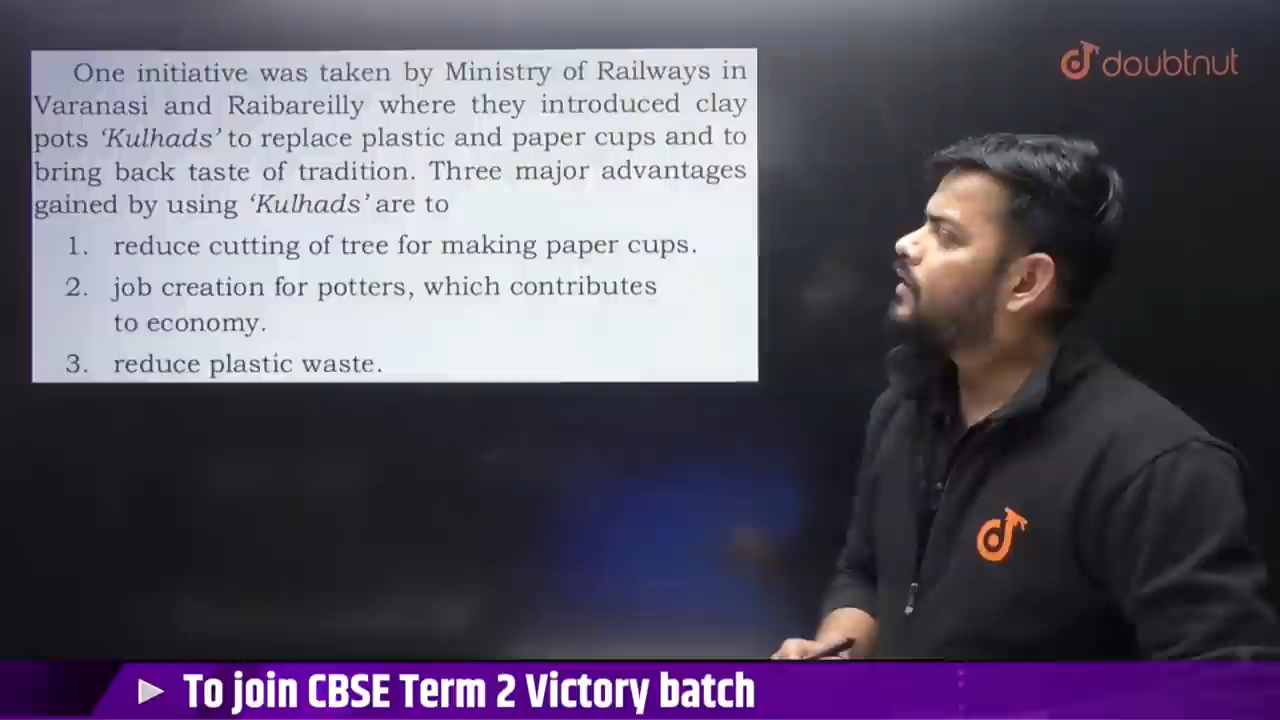 doubtnut
One initiative was taken by Ministry of Railways in
Varanasi and Raibareilly where they introduced clay
pots ‘Kulhads’ to replace plastic and paper cups and to
bring back taste of tradition. Three major advantages
gained by using ‘Kulhads’ are to
1. reduce cutting of tree for making paper cups.
2. job creation for potters, which contributes
to economy.
3. reduce plastic waste.
To join CBSE Term 2 Victory batch